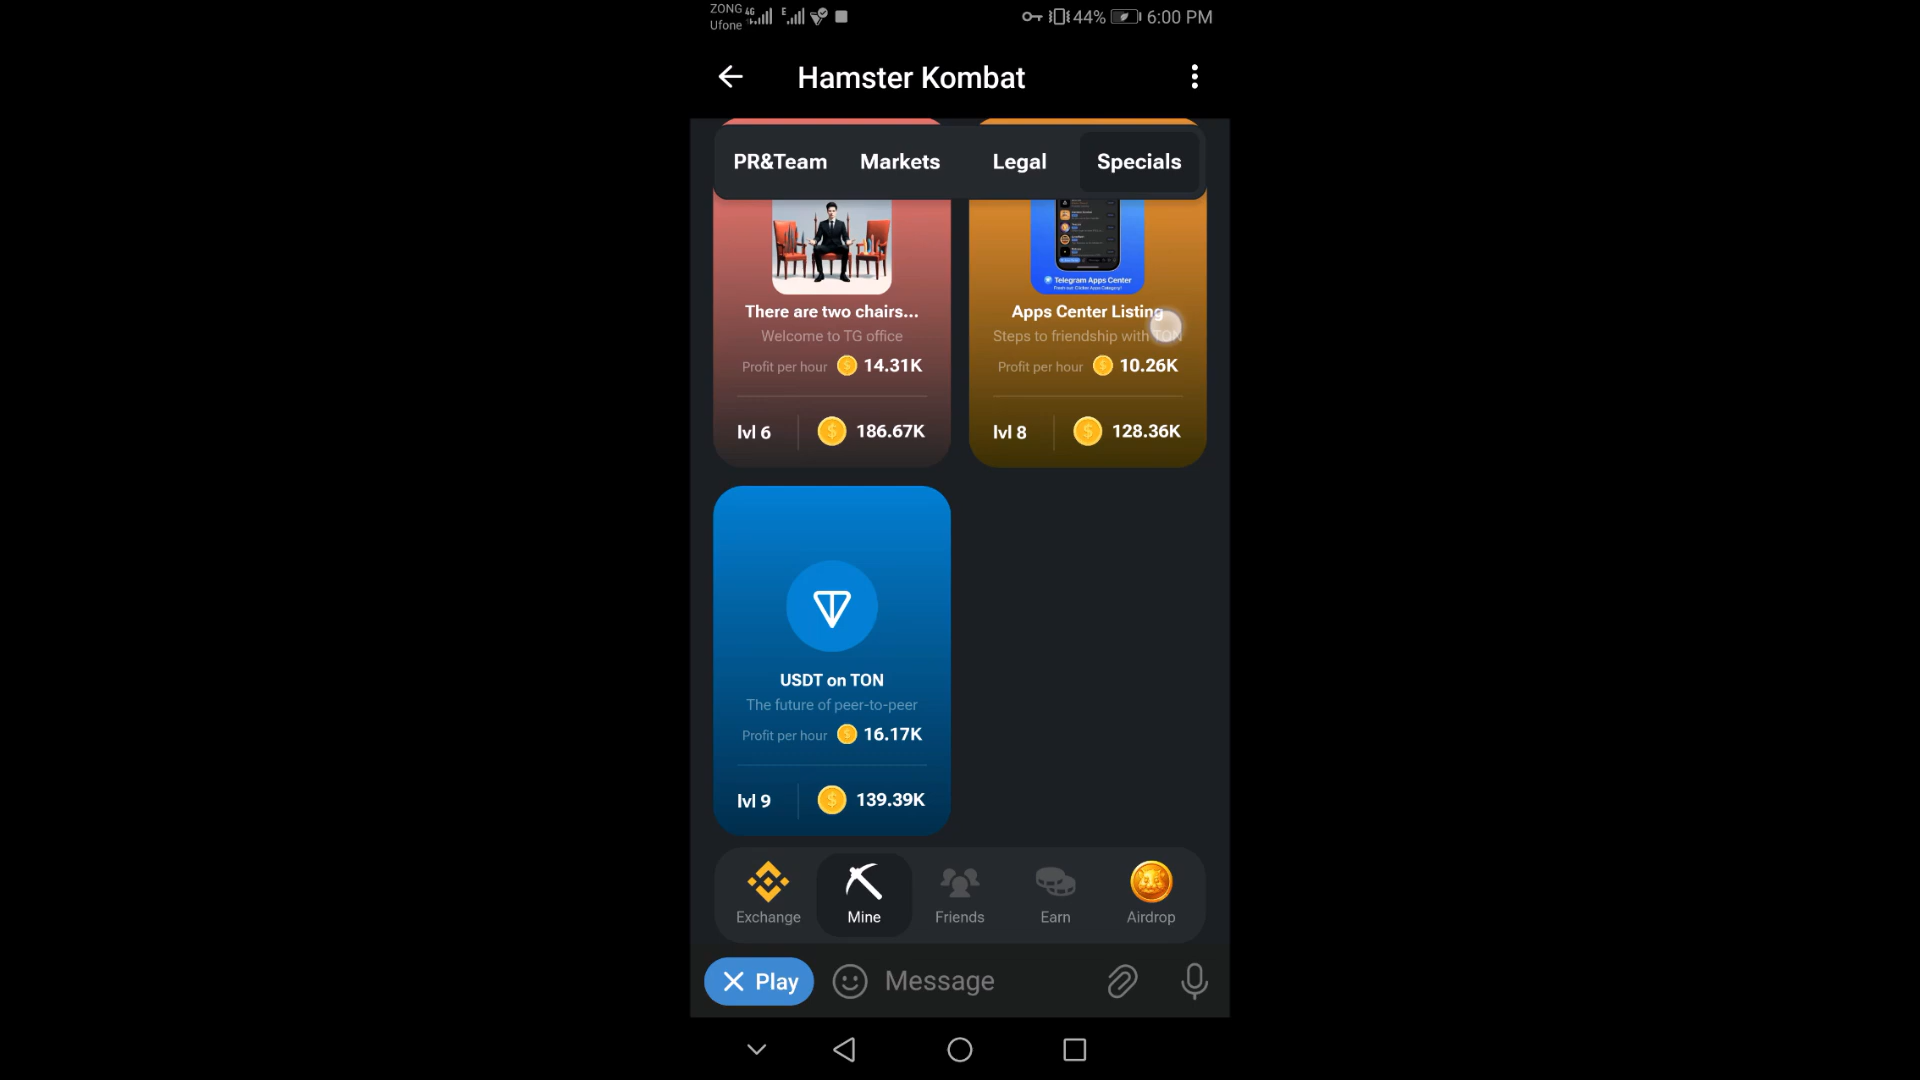 ZONG 4G E 44% 6:00 PM
Ufone
Hamster Kombat
PR&Team Markets Legal Specials
Telegram Apps Center
There are two chairs...
Welcome to TG office
Profit per hour 14.31K
lvl 6 186.67K
Apps Center Listing
Steps to friendship with TON
Profit per hour 10.26K
lvl 8 128.36K
USDT on TON
The future of peer-to-peer
Profit per hour 16.17K
lvl 9 139.39K
Exchange Mine Friends Earn Airdrop
Play Message